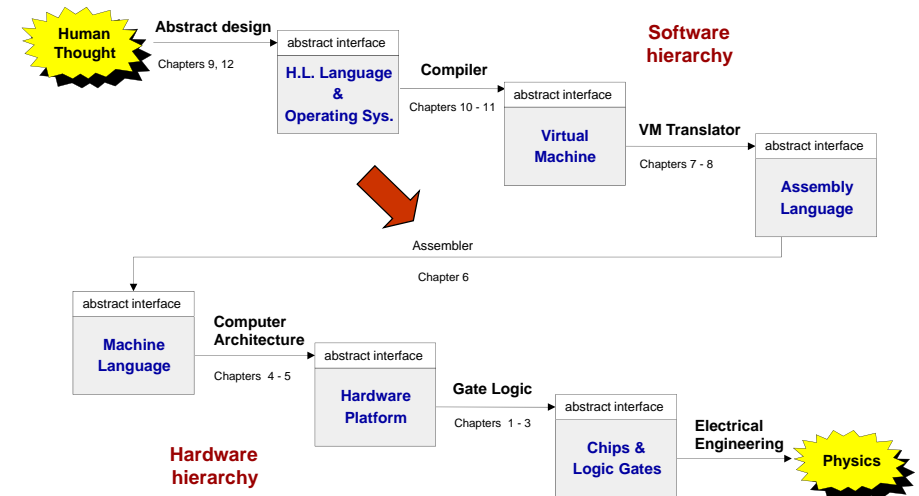 Human
Thought
Abstract design
Chapters 9, 12
abstract interface
H.L. Language
&
Operating Sys.
Software
hierarchy
Compiler
Chapters 10 - 11
abstract interface
Virtual
Machine
VM Translator
Chapters 7 - 8
abstract interface
Assembly
Language
Assembler
Chapter 6
abstract interface
Machine
Language
Computer
Architecture
Chapters 4 - 5
abstract interface
Hardware
Platform
Gate Logic
Chapters 1 - 3
abstract interface
Chips &
Logic Gates
Electrical
Engineering
Physics
Hardware
hierarchy